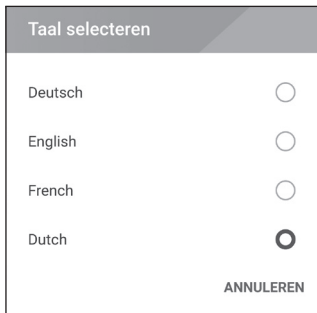 Taal selecteren
Deutsch
English
French
Dutch
ANNULEREN